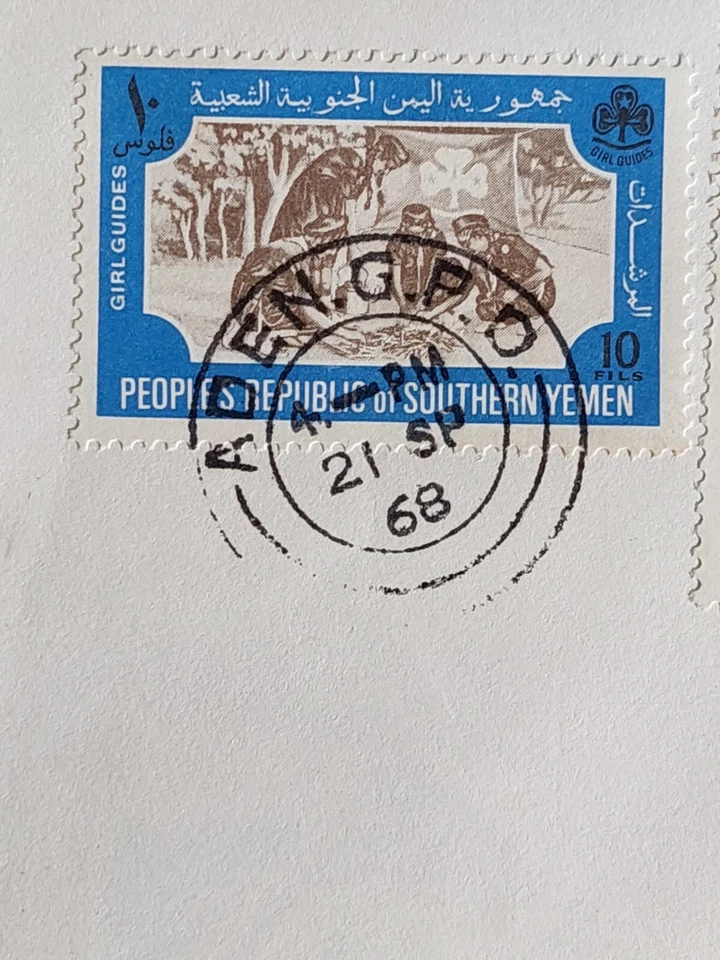 جمهورية اليمن الجنوبية الشعبية
١٠
فلوس
GIRL GUIDES
GIRL GUIDES
المرشدات
10
FILS
PEOPLE'S REPUBLIC of SOUTHERN YEMEN
ADEN.G.P.O.
4.—PM
21 SP
68